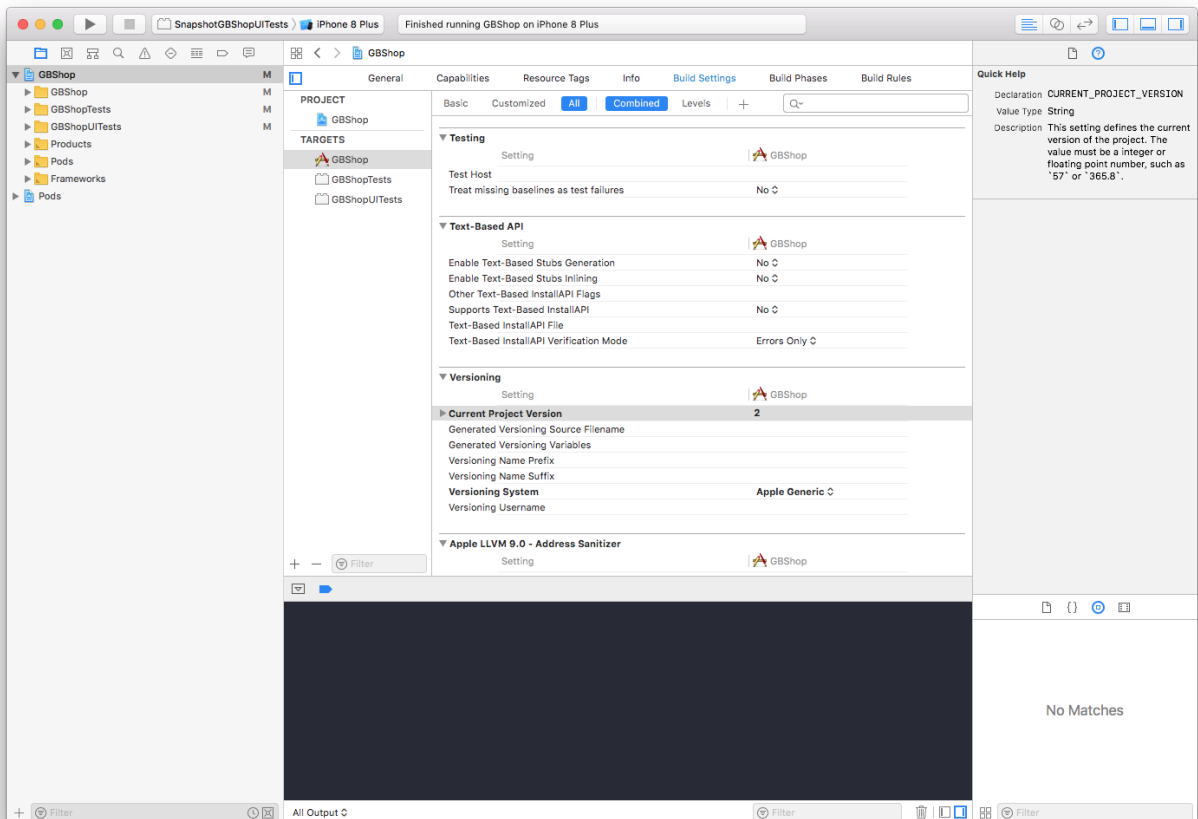 SnapshotGBShopUITests iPhone 8 Plus
Finished running GBShop on iPhone 8 Plus
GBShop M
GBShop M
GBShopTests M
GBShopUITests M
Products
Pods
Frameworks
Pods
Filter
GBShop
General Capabilities Resource Tags Info Build Settings Build Phases Build Rules
PROJECT
GBShop
TARGETS
GBShop
GBShopTests
GBShopUITests
Filter
Basic Customized All Combined Levels
Testing
Setting GBShop
Test Host
Treat missing baselines as test failures No
Text-Based API
Setting GBShop
Enable Text-Based Stubs Generation No
Enable Text-Based Stubs Inlining No
Other Text-Based InstallAPI Flags
Supports Text-Based InstallAPI No
Text-Based InstallAPI File
Text-Based InstallAPI Verification Mode Errors Only
Versioning
Setting GBShop
Current Project Version 2
Generated Versioning Source Filename
Generated Versioning Variables
Versioning Name Prefix
Versioning Name Suffix
Versioning System Apple Generic
Versioning Username
Apple LLVM 9.0 - Address Sanitizer
Setting GBShop
All Output
Filter
Quick Help
Declaration CURRENT_PROJECT_VERSION
Value Type String
Description This setting defines the current
version of the project. The
value must be a integer or
floating point number, such as
`57` or `365.8`.
{}
No Matches
Filter